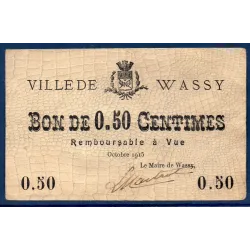 VILLE DE WASSY
BON DE 0.50 CENTIMES
Remboursable à Vue
Octobre 1915
Le Maire de Wassy,
0.50 0.50